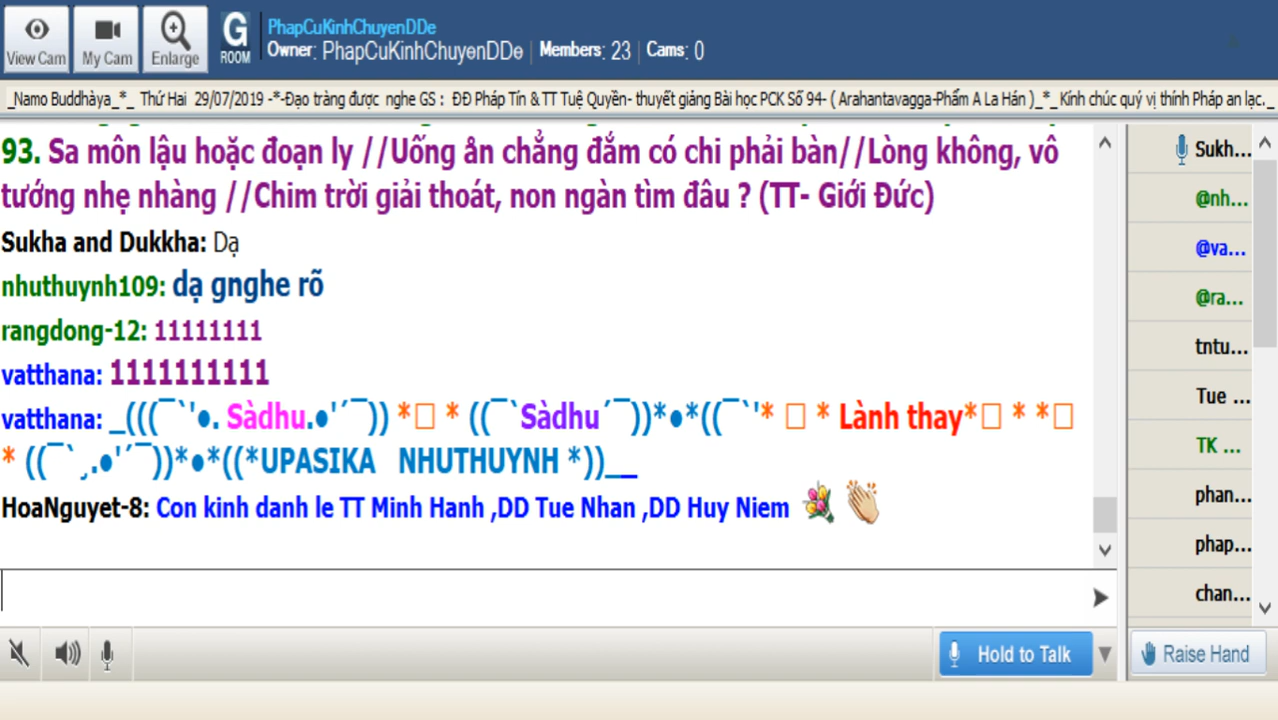 View Cam
My Cam
Enlarge
G
ROOM
PhapCuKinhChuyenDDe
Owner: PhapCuKinhChuyenDDe | Members: 23 | Cams: 0
_Namo Buddhàya_*_ Thứ Hai 29/07/2019 -*-Đạo tràng được nghe GS : ĐĐ Pháp Tín & TT Tuệ Quyền- thuyết giảng Bài học PCK Số 94- ( Arahantavagga-Phẩm A La Hán )_*_ Kính chúc quý vị thính Pháp an lạc._
93. Sa môn lậu hoặc đoạn ly //Uống ăn chẳng đắm có chi phải bàn//Lòng không, vô
tướng nhẹ nhàng //Chim trời giải thoát, non ngàn tìm đâu ? (TT- Giới Đức)
Sukha and Dukkha: Dạ
nhuthuynh109: dạ gnghe rõ
rangdong-12: 11111111
vatthana: 1111111111
vatthana: _(((¯`'●. Sàdhu.●'´¯)) *□ * ((¯`Sàdhu´¯))*●*((¯`'* □ * Lành thay*□ * *□
* ((¯`¸.●'´¯))*●*((*UPASIKA NHUTHUYNH *))__
HoaNguyet-8: Con kinh danh le TT Minh Hanh ,DD Tue Nhan ,DD Huy Niem
Sukh...
@nh...
@va...
@ra...
tntu...
Tue ...
TK ...
phan...
phap...
chan...
Hold to Talk
Raise Hand